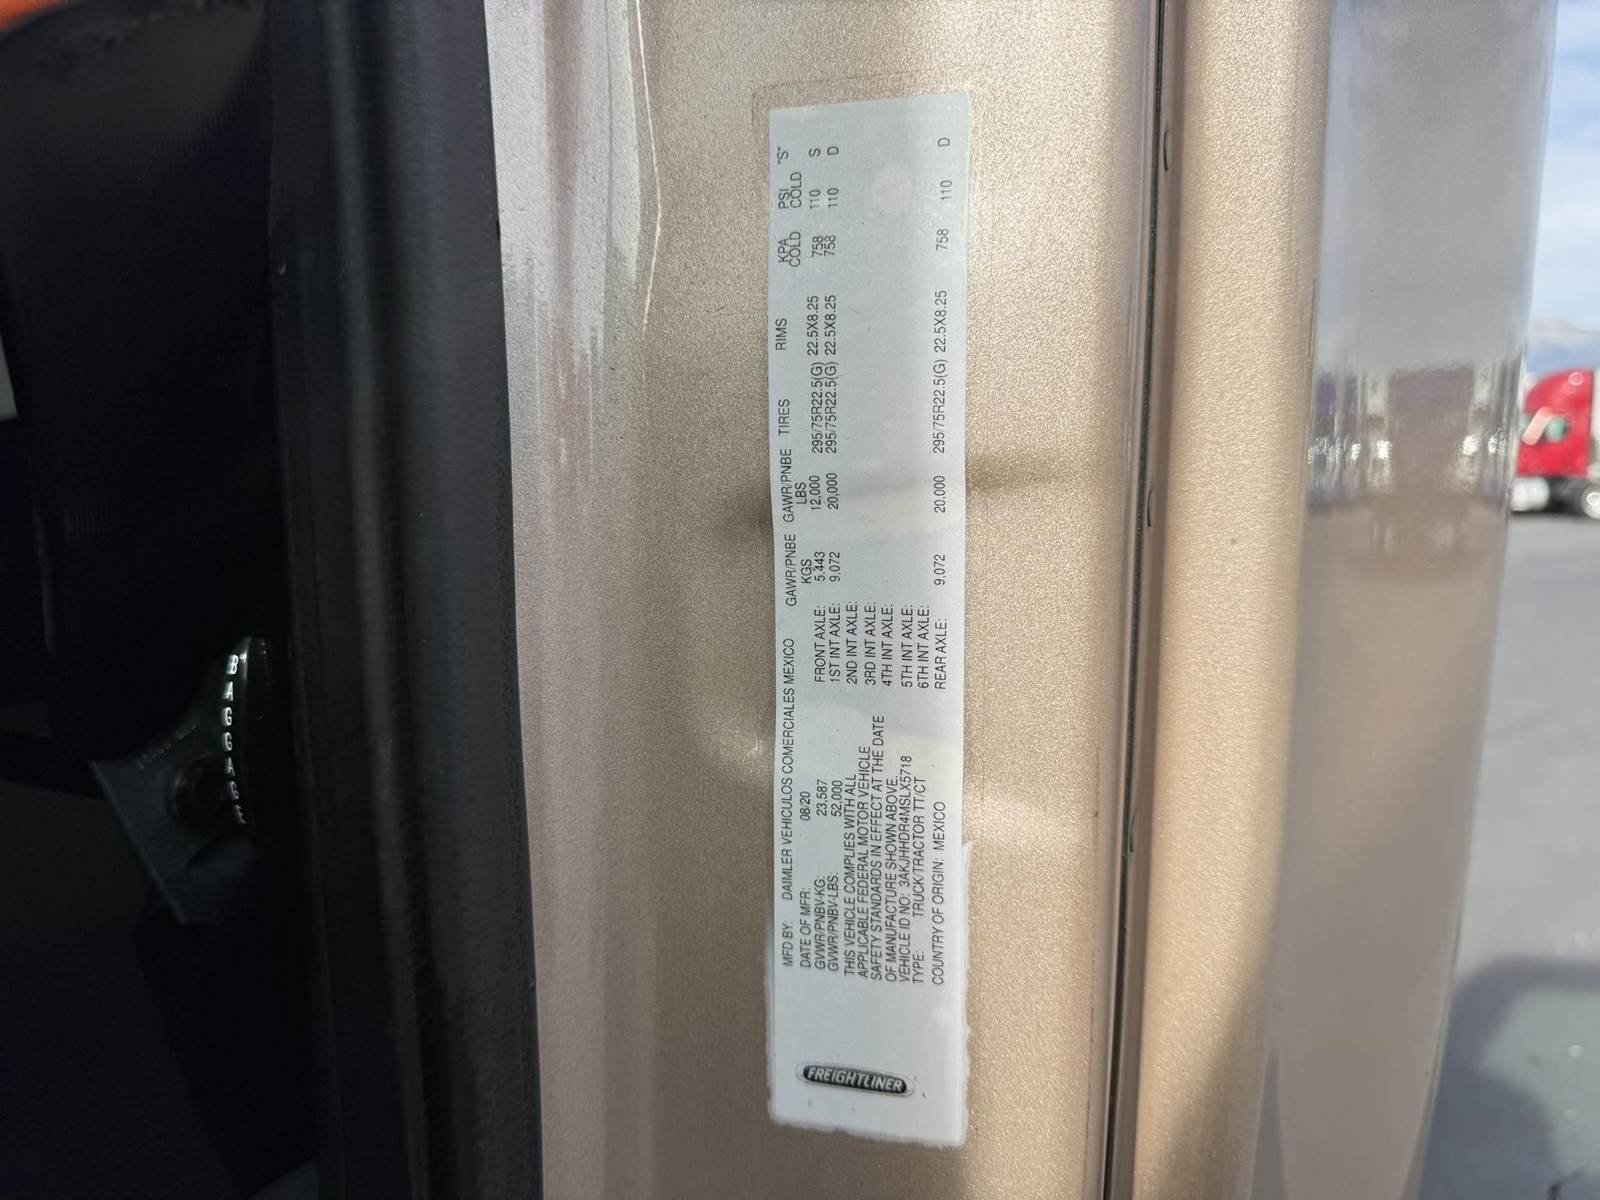 FREIGHTLINER
MFD BY: DAIMLER VEHICULOS COMERCIALES MEXICO
DATE OF MFR: 08/20
GVWR/PNBV-KG: 23,587
GVWR/PNBV-LBS: 52,000
THIS VEHICLE COMPLIES WITH ALL
APPLICABLE FEDERAL MOTOR VEHICLE
SAFETY STANDARDS IN EFFECT AT THE DATE
OF MANUFACTURE SHOWN ABOVE.
VEHICLE ID NO: 3AKJHHDR4MSLX5718
TYPE: TRUCK/TRACTOR TT/CT
COUNTRY OF ORIGIN: MEXICO
GAWR/PNBE GAWR/PNBE TIRES RIMS KPA PSI "S"
KGS LBS COLD COLD
FRONT AXLE: 5,443 12,000 295/75R22.5(G) 22.5X8.25 758 110 S
1ST INT AXLE: 9,072 20,000 295/75R22.5(G) 22.5X8.25 758 110 D
2ND INT AXLE:
3RD INT AXLE:
4TH INT AXLE:
5TH INT AXLE:
6TH INT AXLE:
REAR AXLE: 9,072 20,000 295/75R22.5(G) 22.5X8.25 758 110 D
BAGGAGE